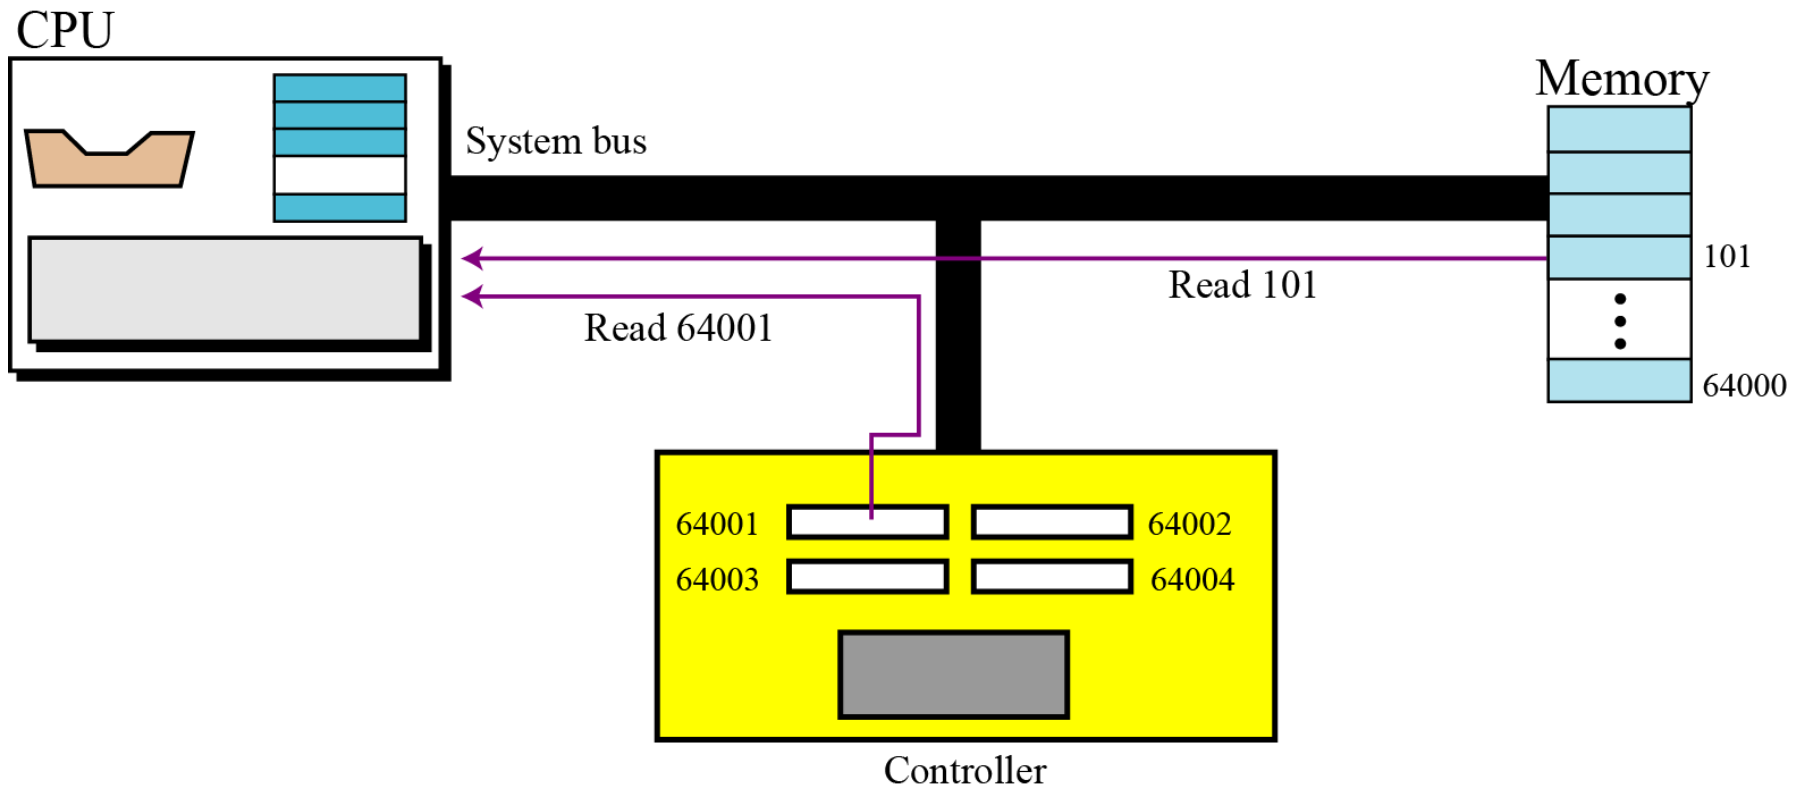 CPU
Memory
System bus
101
Read 101
Read 64001
64000
64001
64002
64003
64004
Controller